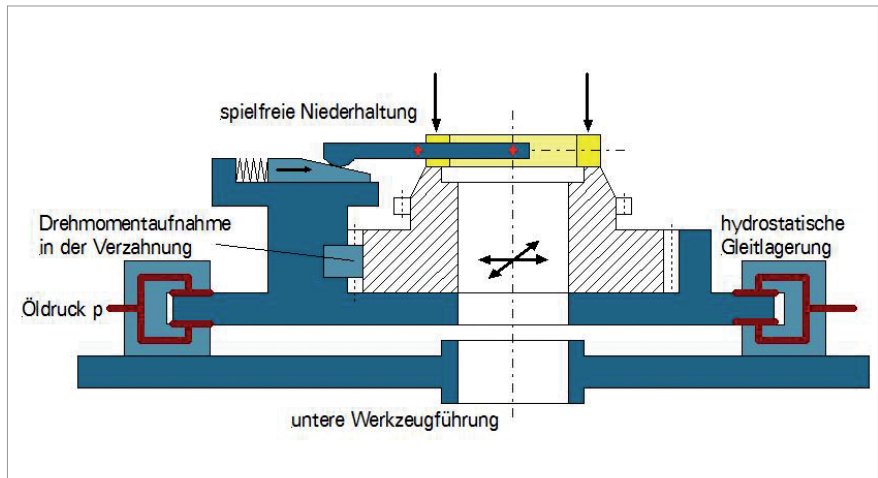 spielfreie Niederhaltung
Drehmomentaufnahme
in der Verzahnung
hydrostatische
Gleitlagerung
Öldruck p
untere Werkzeugführung